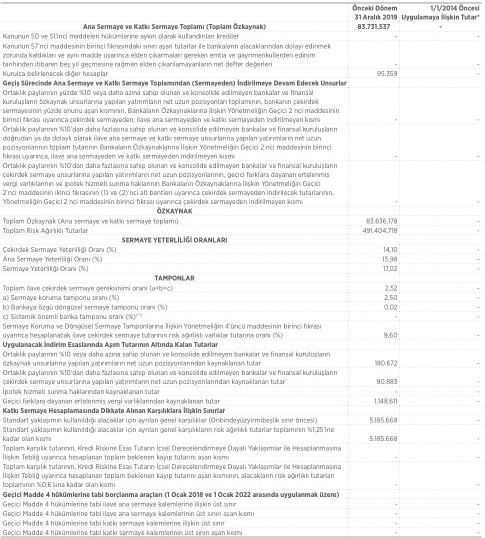 Önceki Dönem 1/1/2014 Öncesi
31 Aralık 2019 Uygulamaya İlişkin Tutar*
Ana Sermaye ve Katkı Sermaye Toplamı (Toplam Özkaynak) 83.731.537 -
Kanunun 50 ve 51'inci maddeleri hükümlerine aykırı olarak kullandırılan krediler - -
Kanunun 57'nci maddesinin birinci fıkrasındaki sınırı aşan tutarlar ile bankaların alacaklarından dolayı edinmek
zorunda kaldıkları ve aynı madde uyarınca elden çıkarmaları gereken emtia ve gayrimenkullerden edinim
tarihinden itibaren beş yıl geçmesine rağmen elden çıkarılamayanların net defter değerleri - -
Kurulca belirlenecek diğer hesaplar 95.359 -
Geçiş Sürecinde Ana Sermaye ve Katkı Sermaye Toplamından (Sermayeden) İndirilmeye Devam Edecek Unsurlar
Ortaklık paylarının yüzde %10 veya daha azına sahip olunan ve konsolide edilmeyen bankalar ve finansal
kuruluşların özkaynak unsurlarına yapılan yatırımların net uzun pozisyonları toplamının, bankanın çekirdek
sermayesinin yüzde onunu aşan kısmının, Bankaların Özkaynaklarına İlişkin Yönetmeliğin Geçici 2 nci maddesinin
birinci fıkrası uyarınca çekirdek sermayeden, ilave ana sermayeden ve katkı sermayeden indirilmeyen kısmı - -
Ortaklık paylarının %10'dan daha fazlasına sahip olunan ve konsolide edilmeyen bankalar ve finansal kuruluşların
doğrudan ya da dolaylı olarak ilave ana sermaye ve katkı sermaye unsurlarına yapılan yatırımların net uzun
pozisyonlarının toplam tutarının Bankaların Özkaynaklarına İlişkin Yönetmeliğin Geçici 2 nci maddesinin birinci
fıkrası uyarınca, ilave ana sermayeden ve katkı sermayeden indirilmeyen kısmı - -
Ortaklık paylarının %10'dan daha fazlasına sahip olunan ve konsolide edilmeyen bankalar ve finansal kuruluşların
çekirdek sermaye unsurlarına yapılan yatırımların net uzun pozisyonlarının, geçici farklara dayanan ertelenmiş
vergi varlıklarının ve ipotek hizmeti sunma haklarının Bankaların Özkaynaklarına İlişkin Yönetmeliğin Geçici
2'nci maddesinin ikinci fıkrasının (1) ve (2)'nci alt bentleri uyarınca çekirdek sermayeden indirilecek tutarlarının,
Yönetmeliğin Geçici 2 nci maddesinin birinci fıkrası uyarınca çekirdek sermayeden indirilmeyen kısmı - -
ÖZKAYNAK
Toplam Özkaynak (Ana sermaye ve katkı sermaye toplamı) 83.636.178 -
Toplam Risk Ağırlıklı Tutarlar 491.404.718 -
SERMAYE YETERLİLİĞİ ORANLARI
Çekirdek Sermaye Yeterliliği Oranı (%) 14,10 -
Ana Sermaye Yeterliliği Oranı (%) 15,98 -
Sermaye Yeterliliği Oranı (%) 17,02 -
TAMPONLAR
Toplam ilave çekirdek sermaye gereksinimi oranı (a+b+c) 2,52 -
a) Sermaye koruma tamponu oranı (%) 2,50 -
b) Bankaya özgü döngüsel sermaye tamponu oranı (%) 0,02 -
c) Sistemik önemli banka tamponu oranı (%)(**) - -
Sermaye Koruma ve Döngüsel Sermaye Tamponlarına İlişkin Yönetmeliğin 4'üncü maddesinin birinci fıkrası
uyarınca hesaplanacak ilave çekirdek sermaye tutarının risk ağırlıklı varlıklar tutarına oranı (%) 9,60 -
Uygulanacak İndirim Esaslarında Aşım Tutarının Altında Kalan Tutarlar
Ortaklık paylarının %10 veya daha azına sahip olunan ve konsolide edilmeyen bankalar ve finansal kuruluşların
özkaynak unsurlarına yapılan yatırımların net uzun pozisyonlarından kaynaklanan tutar 180.672 -
Ortaklık paylarının %10'dan daha fazlasına sahip olunan ve konsolide edilmeyen bankalar ve finansal kuruluşların
çekirdek sermaye unsurlarına yapılan yatırımların net uzun pozisyonlarından kaynaklanan tutar 90.883 -
İpotek hizmeti sunma haklarından kaynaklanan tutar - -
Geçici farklara dayanan ertelenmiş vergi varlıklarından kaynaklanan tutar 1.148.611 -
Katkı Sermaye Hesaplamasında Dikkate Alınan Karşılıklara İlişkin Sınırlar
Standart yaklaşımın kullanıldığı alacaklar için ayrılan genel karşılıklar (Onbindeyüzyirmibeşlik sınır öncesi) 5.185.668 -
Standart yaklaşımın kullanıldığı alacaklar için ayrılan genel karşılıkların risk ağırlıklı tutarlar toplamının %1,25'ine
kadar olan kısmı 5.185.668 -
Toplam karşılık tutarının, Kredi Riskine Esas Tutarın İçsel Derecelendirmeye Dayalı Yaklaşımlar ile Hesaplanmasına
İlişkin Tebliğ uyarınca hesaplanan toplam beklenen kayıp tutarını aşan kısmı - -
Toplam karşılık tutarının, Kredi Riskine Esas Tutarın İçsel Derecelendirmeye Dayalı Yaklaşımlar ile Hesaplanmasına
İlişkin Tebliğ uyarınca hesaplanan toplam beklenen kayıp tutarını aşan kısmının, alacakların risk ağırlıklı tutarları
toplamının %0,6'sına kadar olan kısmı - -
Geçici Madde 4 hükümlerine tabi borçlanma araçları (1 Ocak 2018 ve 1 Ocak 2022 arasında uygulanmak üzere)
Geçici Madde 4 hükümlerine tabi ilave ana sermaye kalemlerine ilişkin üst sınır - -
Geçici Madde 4 hükümlerine tabi ilave ana sermaye kalemlerinin üst sınırı aşan kısmı - -
Geçici Madde 4 hükümlerine tabi katkı sermaye kalemlerine ilişkin üst sınır - -
Geçici Madde 4 hükümlerine tabi katkı sermaye kalemlerinin üst sınırı aşan kısmı - -